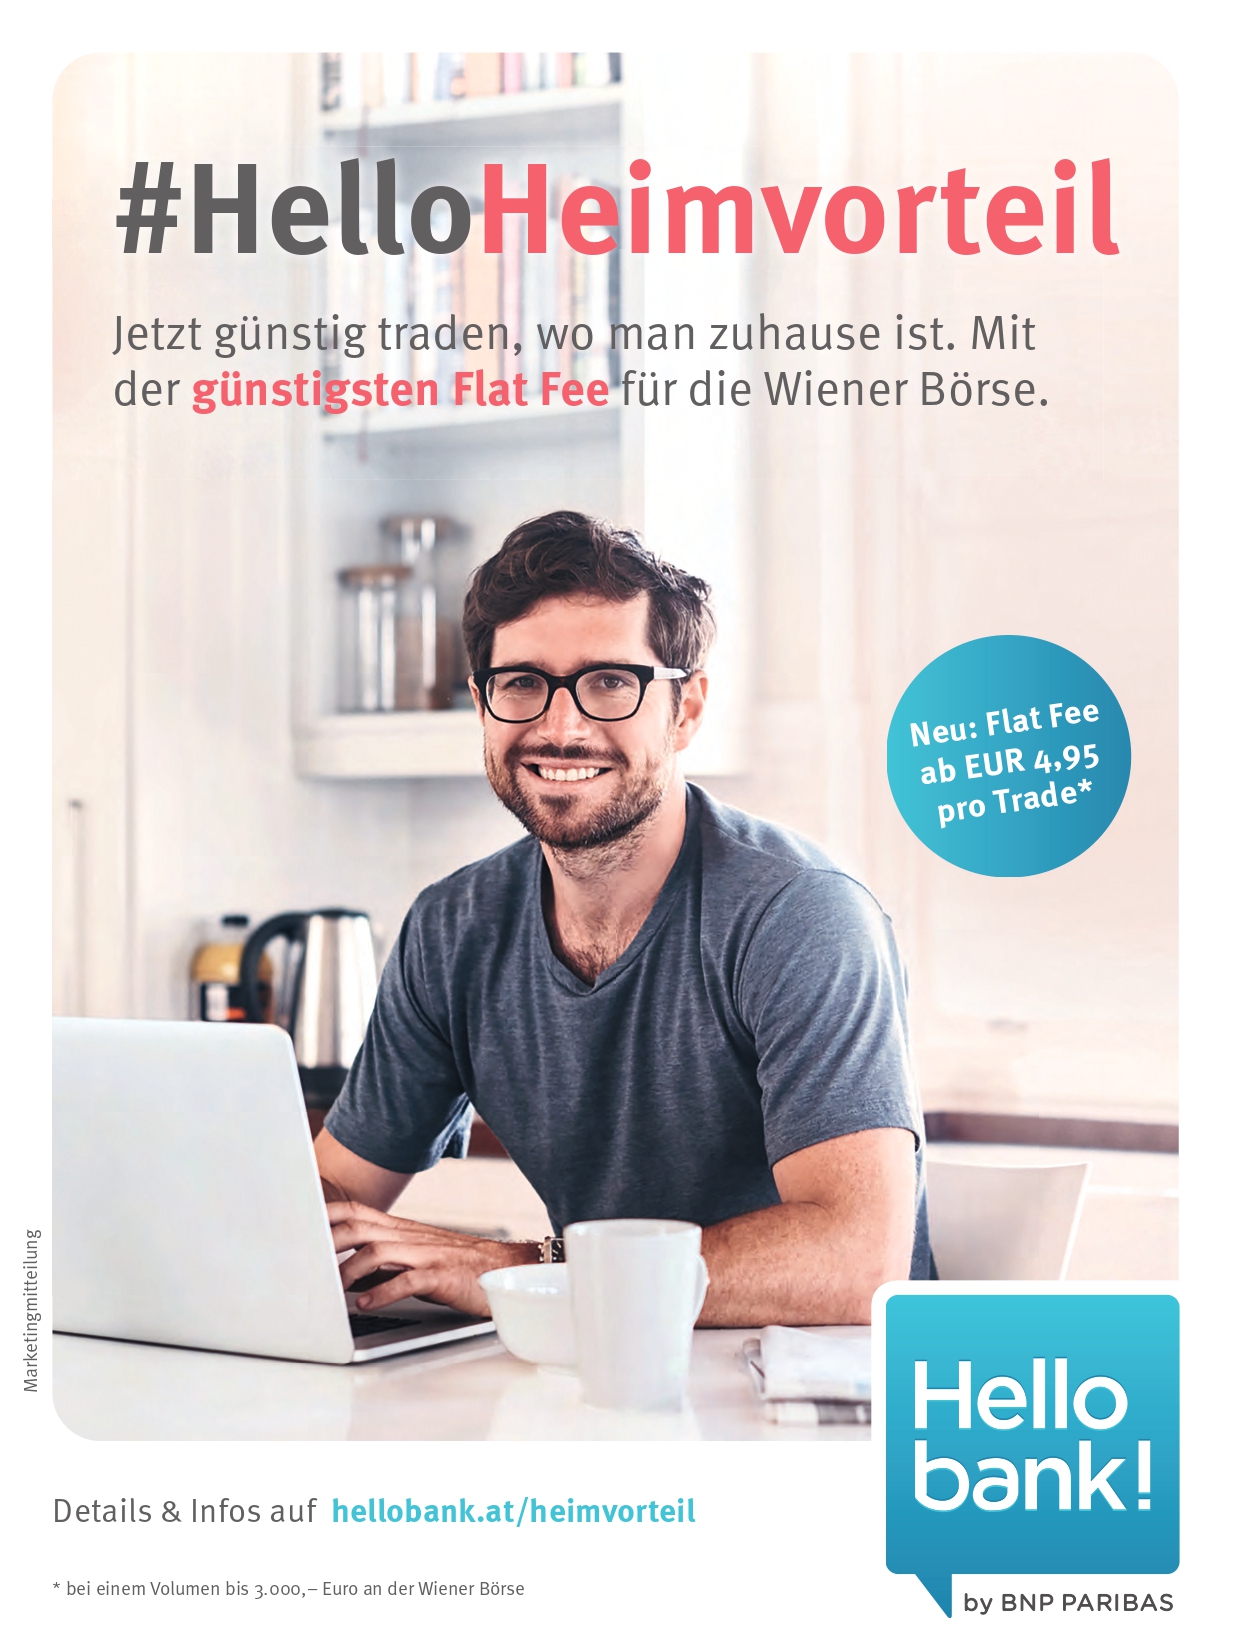 #HelloHeimvorteil
Jetzt günstig traden, wo man zuhause ist. Mit
der günstigsten Flat Fee für die Wiener Börse.
Neu: Flat Fee
ab EUR 4,95
pro Trade*
Marketingmitteilung
Hello
bank!
by BNP PARIBAS
Details & Infos auf hellobank.at/heimvorteil
* bei einem Volumen bis 3.000,– Euro an der Wiener Börse